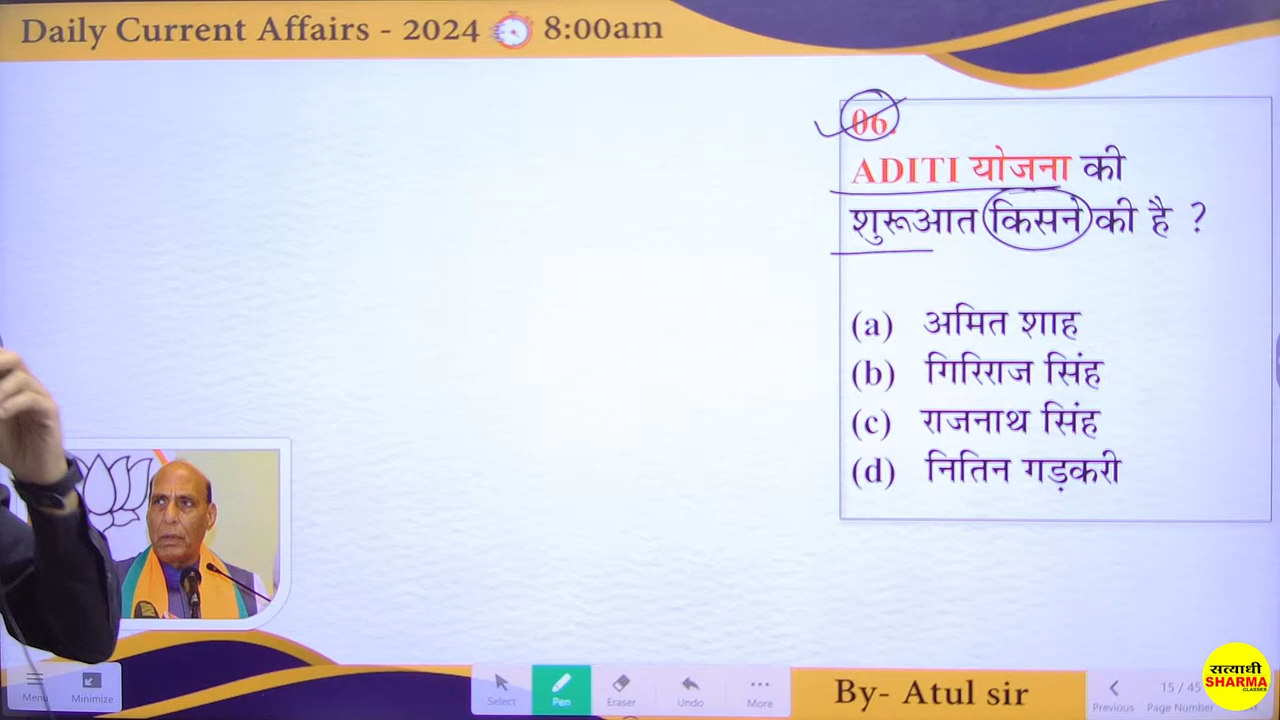 Daily Current Affairs - 2024 8:00am
06.
ADITI योजना की
शुरूआत किसने की है ?
(a) अमित शाह
(b) गिरिराज सिंह
(c) राजनाथ सिंह
(d) नितिन गड़करी
Menu Minimize Select Pen Eraser Undo More
By- Atul sir
15 / 45
Previous Page Number
सत्यार्थी
SHARMA
CLASSES